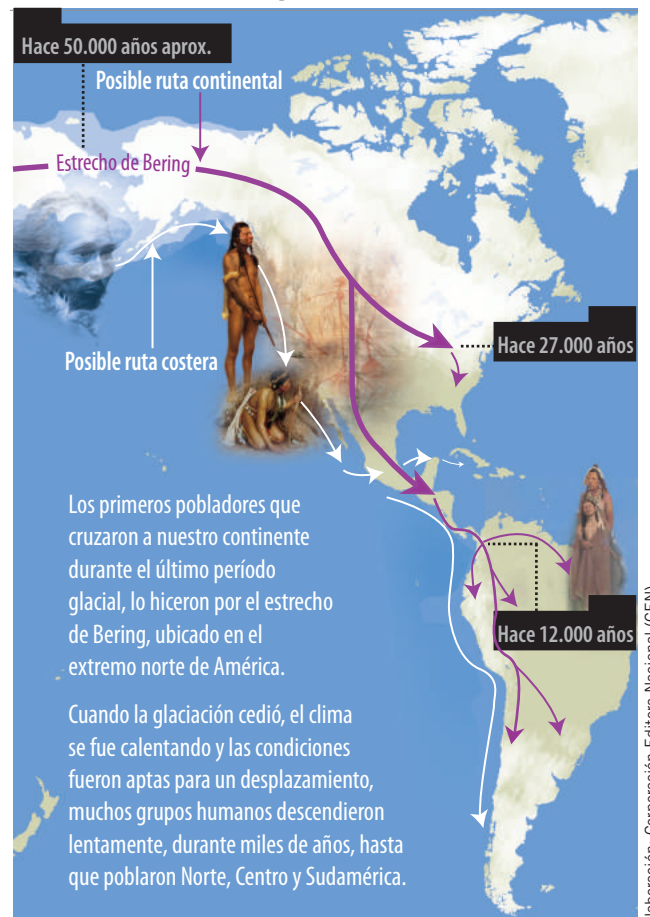 Hace 50.000 años aprox.
Posible ruta continental
Estrecho de Bering
Posible ruta costera
Hace 27.000 años
Los primeros pobladores que
cruzaron a nuestro continente
durante el último período
glacial, lo hicieron por el estrecho
de Bering, ubicado en el
extremo norte de América.
Hace 12.000 años
Cuando la glaciación cedió, el clima
se fue calentando y las condiciones
fueron aptas para un desplazamiento,
muchos grupos humanos descendieron
lentamente, durante miles de años, hasta
que poblaron Norte, Centro y Sudamérica.
Corporación Editora Nacional (CEN)